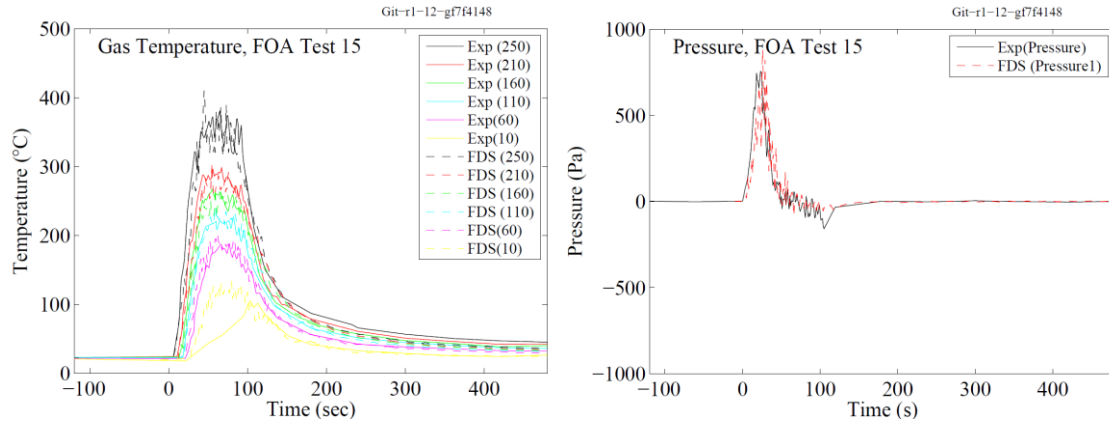 Git−r1−12−gf7f4148
Gas Temperature, FOA Test 15
Exp (250)
Exp (210)
Exp (160)
Exp (110)
Exp(60)
Exp(10)
FDS (250)
FDS (210)
FDS (160)
FDS (110)
FDS(60)
FDS(10)
500
400
300
200
100
0
Temperature (°C)
−100
0
100
200
300
400
Time (sec)
Git−r1−12−gf7f4148
Pressure, FOA Test 15
Exp(Pressure)
FDS (Pressure1)
1000
500
0
−500
−1000
Pressure (Pa)
−100
0
100
200
300
400
Time (s)